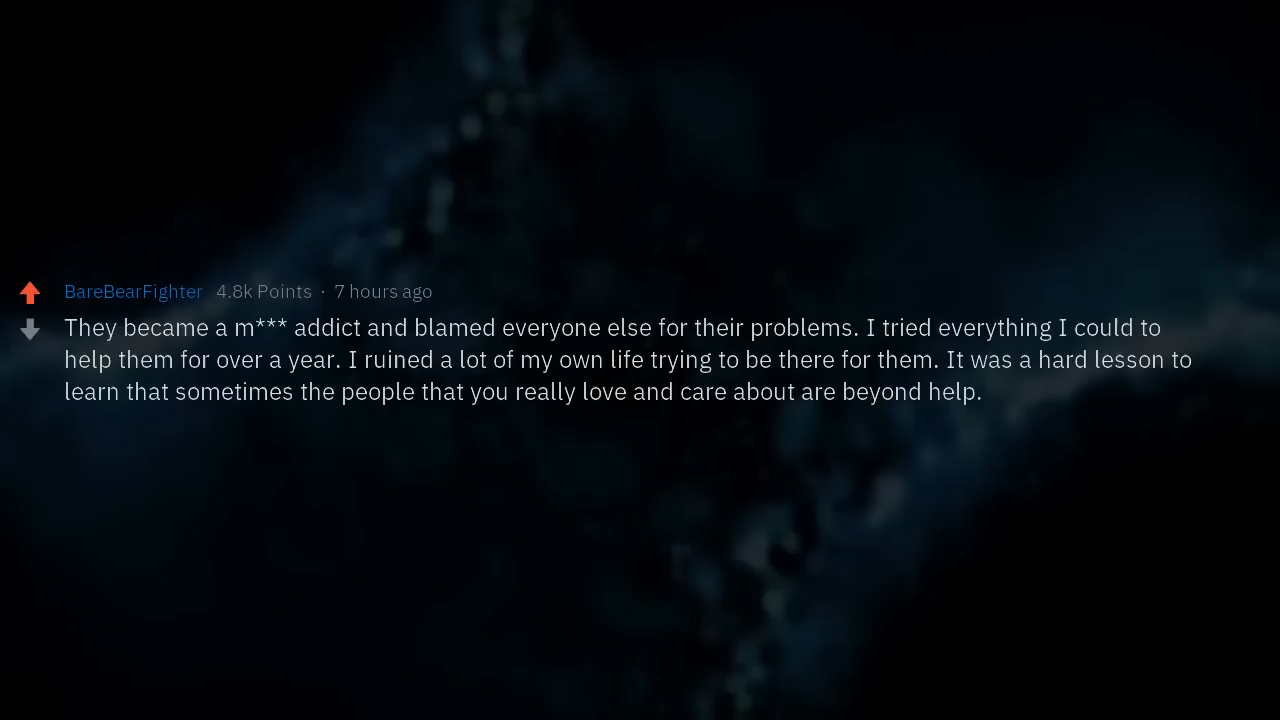 BareBearFighter 4.8k Points · 7 hours ago
They became a m*** addict and blamed everyone else for their problems. I tried everything I could to
help them for over a year. I ruined a lot of my own life trying to be there for them. It was a hard lesson to
learn that sometimes the people that you really love and care about are beyond help.